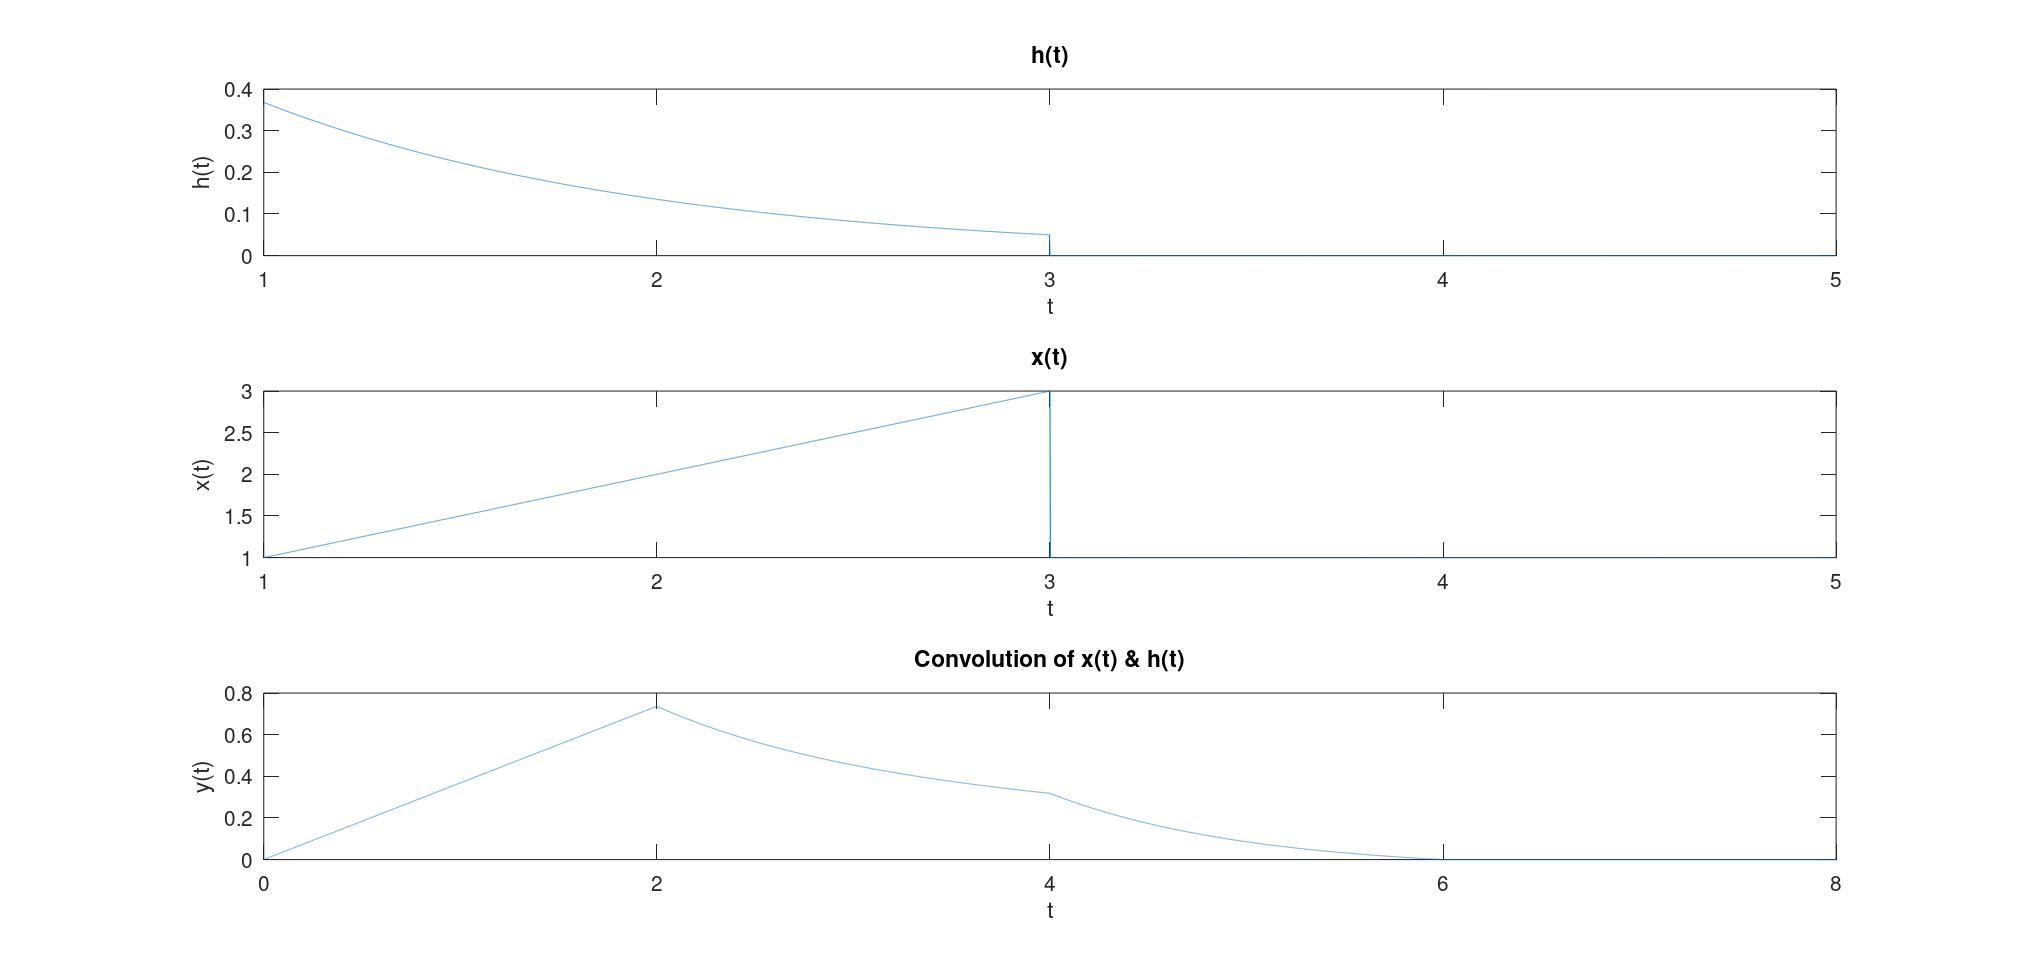 h(t)
0.4
0.3
0.2
0.1
0
h(t)
1 2 3 4 5
t
x(t)
3
2.5
2
1.5
1
x(t)
1 2 3 4 5
t
Convolution of x(t) & h(t)
0.8
0.6
0.4
0.2
0
y(t)
0 2 4 6 8
t